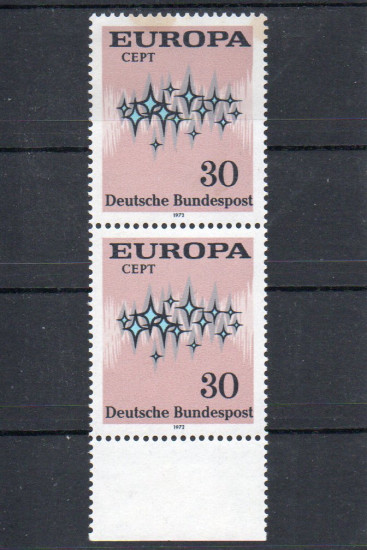 EUROPA
CEPT
30
Deutsche Bundespost
1972
EUROPA
CEPT
30
Deutsche Bundespost
1972